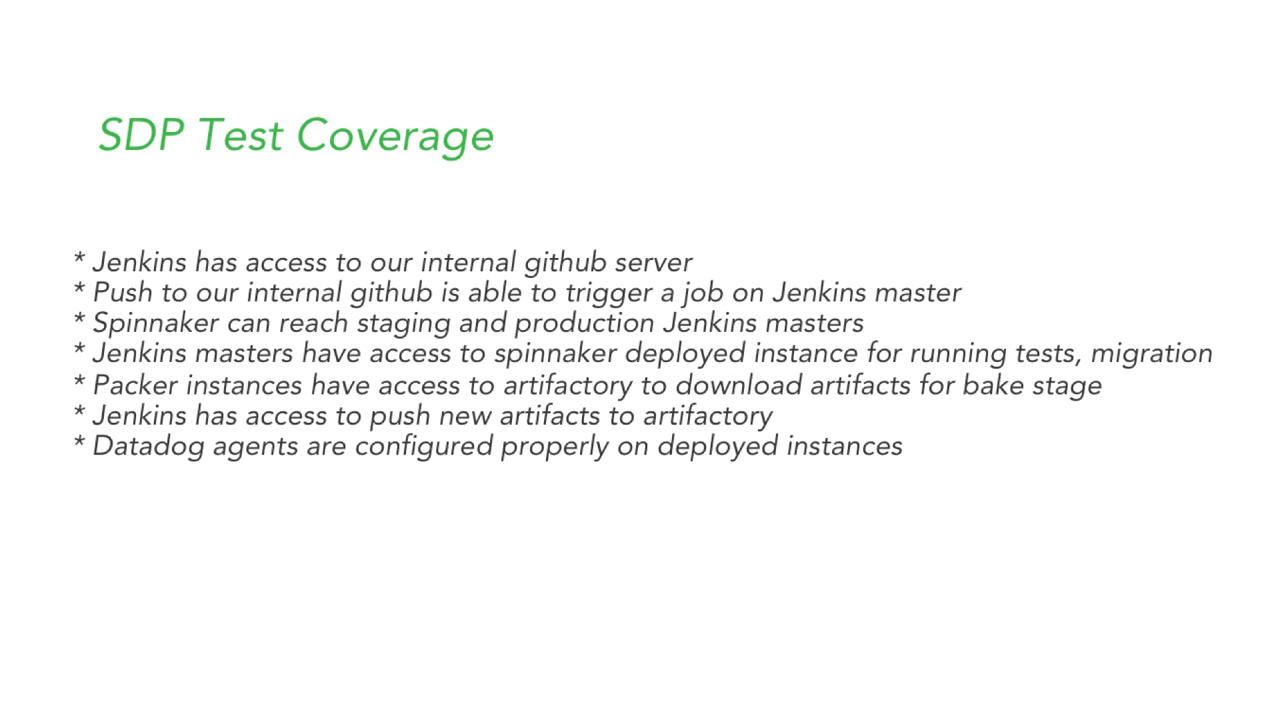 SDP Test Coverage
* Jenkins has access to our internal github server
* Push to our internal github is able to trigger a job on Jenkins master
* Spinnaker can reach staging and production Jenkins masters
* Jenkins masters have access to spinnaker deployed instance for running tests, migration
* Packer instances have access to artifactory to download artifacts for bake stage
* Jenkins has access to push new artifacts to artifactory
* Datadog agents are configured properly on deployed instances